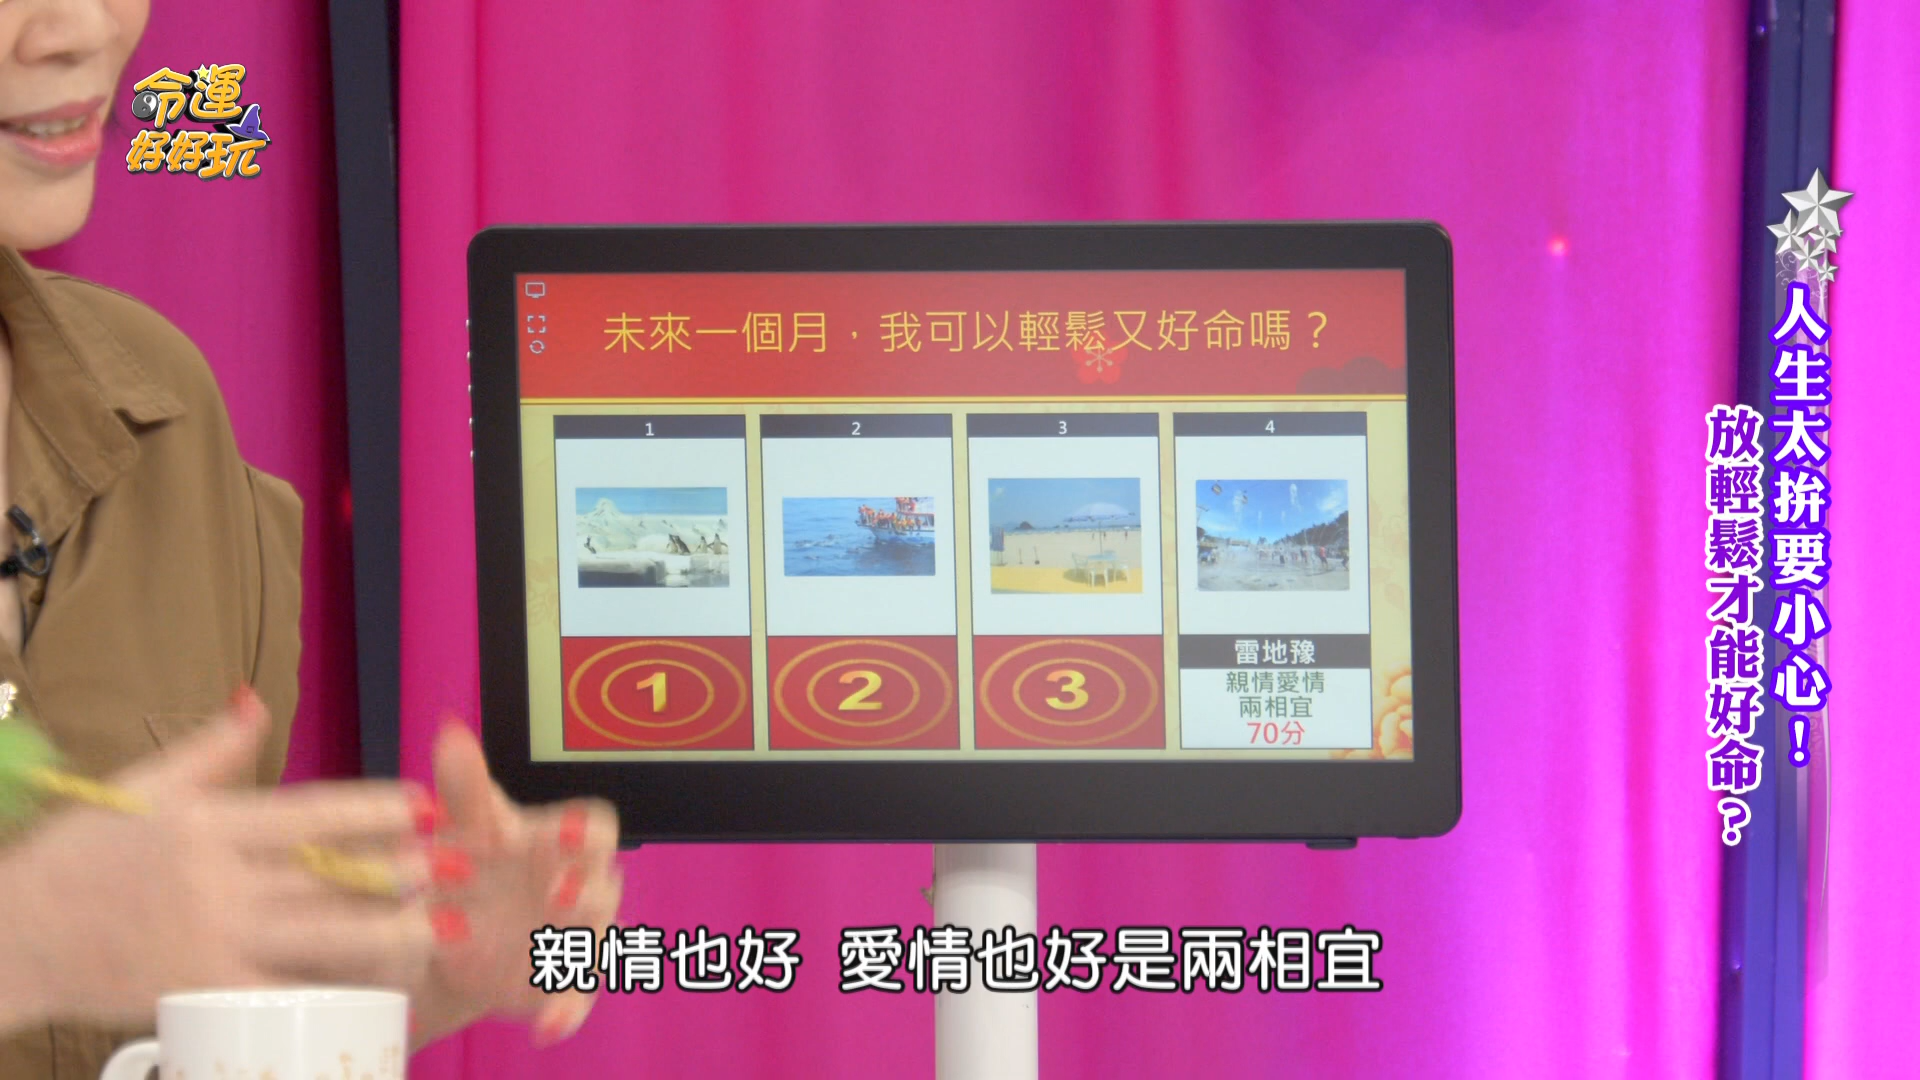 命運
好好玩
人生太拚要小心！
放輕鬆才能好命？
未來一個月，我可以輕鬆又好命嗎？
1
2
3
4
1
2
3
雷地豫
親情愛情
兩相宜
70分
親情也好 愛情也好是兩相宜